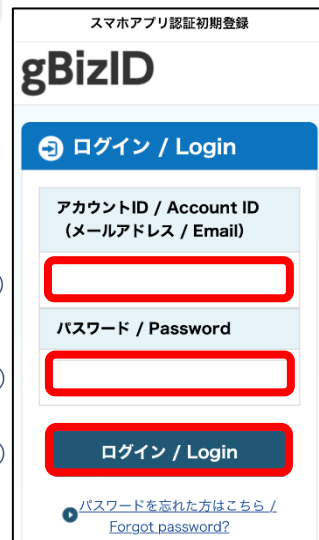 スマホアプリ認証初期登録
gBizID
ログイン / Login
アカウントID / Account ID
（メールアドレス / Email）
パスワード / Password
ログイン / Login
パスワードを忘れた方はこちら /
Forgot password?